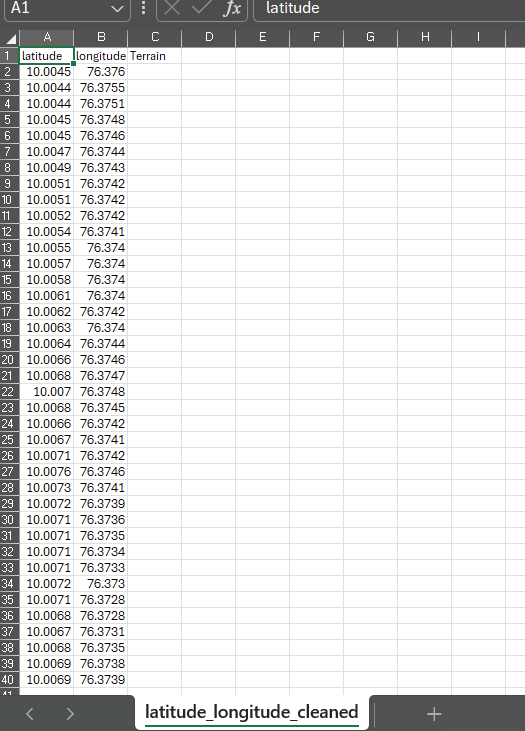 A1 fx latitude
A B C D E F G H I
1 latitude longitude Terrain
2 10.0045 76.376
3 10.0044 76.3755
4 10.0044 76.3751
5 10.0045 76.3748
6 10.0045 76.3746
7 10.0047 76.3744
8 10.0049 76.3743
9 10.0051 76.3742
10 10.0051 76.3742
11 10.0052 76.3742
12 10.0054 76.3741
13 10.0055 76.374
14 10.0057 76.374
15 10.0058 76.374
16 10.0061 76.374
17 10.0062 76.3742
18 10.0063 76.374
19 10.0064 76.3744
20 10.0066 76.3746
21 10.0068 76.3747
22 10.007 76.3748
23 10.0068 76.3745
24 10.0066 76.3742
25 10.0067 76.3741
26 10.0071 76.3742
27 10.0076 76.3746
28 10.0073 76.3741
29 10.0072 76.3739
30 10.0071 76.3736
31 10.0071 76.3735
32 10.0071 76.3734
33 10.0071 76.3733
34 10.0072 76.373
35 10.0071 76.3728
36 10.0068 76.3728
37 10.0067 76.3731
38 10.0068 76.3735
39 10.0069 76.3738
40 10.0069 76.3739
41
latitude_longitude_cleaned